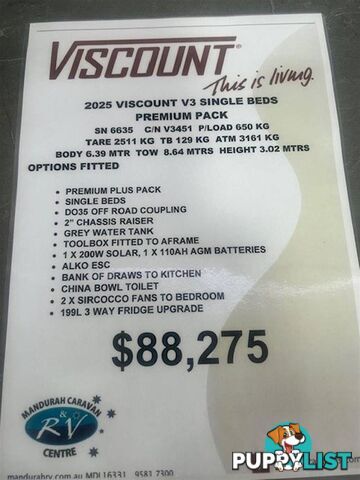 VISCOUNT®
This is living.
2025 VISCOUNT V3 SINGLE BEDS
PREMIUM PACK
SN 6635 C/N V3451 P/LOAD 650 KG
TARE 2511 KG TB 129 KG ATM 3161 KG
BODY 6.39 MTR TOW 8.64 MTRS HEIGHT 3.02 MTRS
OPTIONS FITTED
• PREMIUM PLUS PACK
• SINGLE BEDS
• DO35 OFF ROAD COUPLING
• 2" CHASSIS RAISER
• GREY WATER TANK
• TOOLBOX FITTED TO AFRAME
• 1 X 200W SOLAR, 1 X 110AH AGM BATTERIES
• ALKO ESC
• BANK OF DRAWS TO KITCHEN
• CHINA BOWL TOILET
• 2 X SIRCOCCO FANS TO BEDROOM
• 199L 3 WAY FRIDGE UPGRADE
$88,275
MANDURAH CARAVAN
& RV
CENTRE
mandurahrv.com.au MDL16331 9581 7300
PUPPYLIST